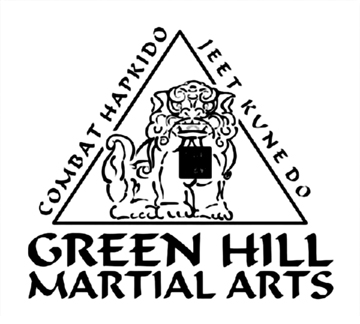 COMBAT HAPKIDO
JEET KUNE DO
GREEN HILL
MARTIAL ARTS